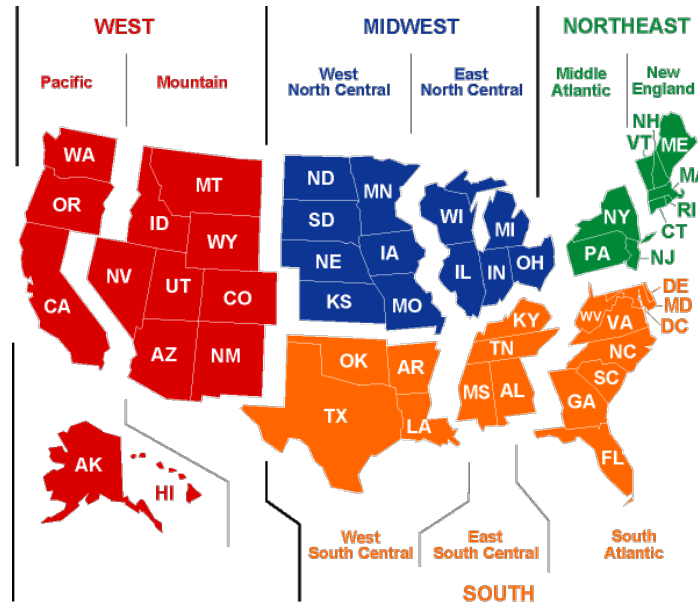 WEST
MIDWEST
NORTHEAST
Pacific
Mountain
West
North Central
East
North Central
Middle
Atlantic
New
England
WA
OR
CA
NV
ID
MT
WY
UT
CO
AZ
NM
AK
HI
ND
SD
NE
KS
MN
IA
MO
WI
MI
IL
IN
OH
NH
VT
ME
MA
RI
CT
NY
PA
NJ
OK
TX
AR
LA
KY
TN
MS
AL
DE
MD
DC
WV
VA
NC
SC
GA
FL
West
South Central
East
South Central
South
Atlantic
SOUTH